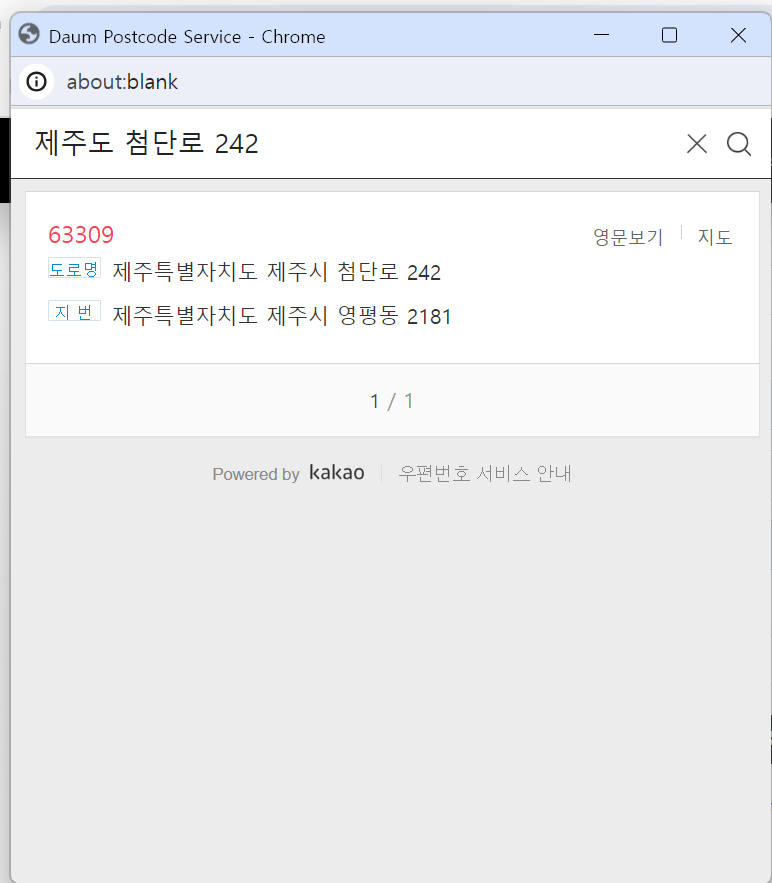 Daum Postcode Service - Chrome
about:blank
제주도 첨단로 242
63309
영문보기 지도
도로명 제주특별자치도 제주시 첨단로 242
지 번 제주특별자치도 제주시 영평동 2181
1 / 1
Powered by kakao 우편번호 서비스 안내